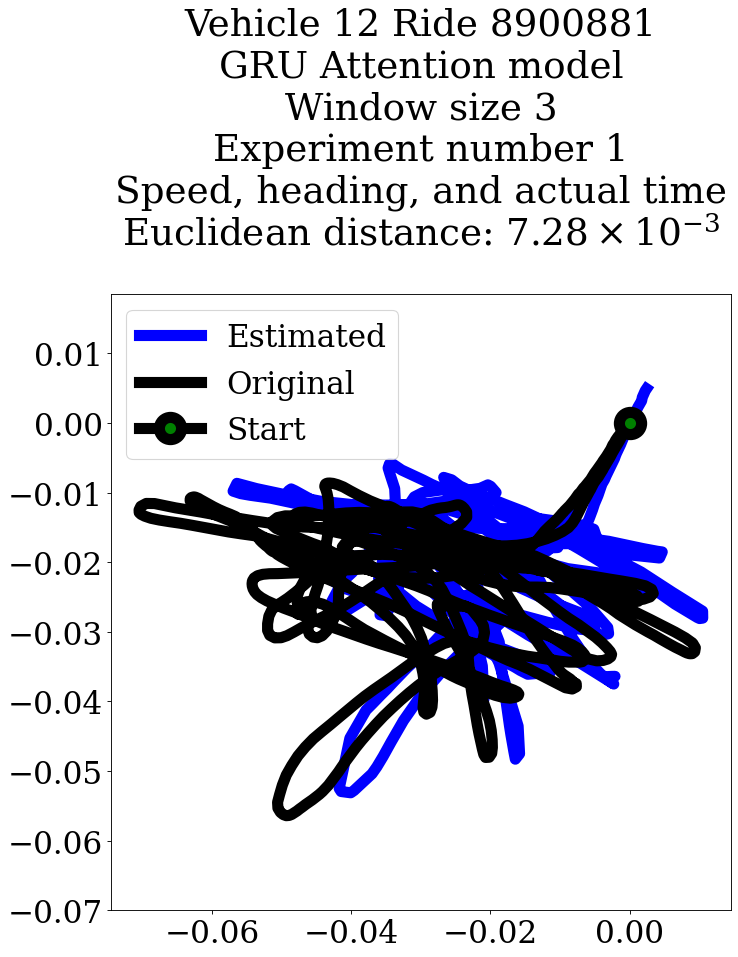 Vehicle 12 Ride 8900881
GRU Attention model
Window size 3
Experiment number 1
Speed, heading, and actual time
Euclidean distance: 7.28 × 10⁻³
Estimated
Original
Start
0.01
0.00
−0.01
−0.02
−0.03
−0.04
−0.05
−0.06
−0.07
−0.06 −0.04 −0.02 0.00